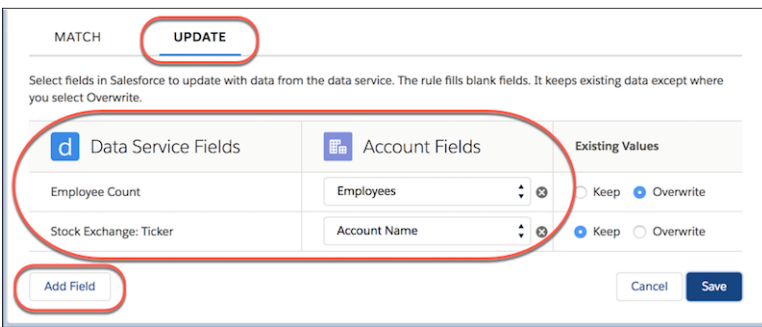 MATCH UPDATE
Select fields in Salesforce to update with data from the data service. The rule fills blank fields. It keeps existing data except where
you select Overwrite.
d Data Service Fields Account Fields Existing Values
Employee Count Employees Keep Overwrite
Stock Exchange: Ticker Account Name Keep Overwrite
Add Field Cancel Save